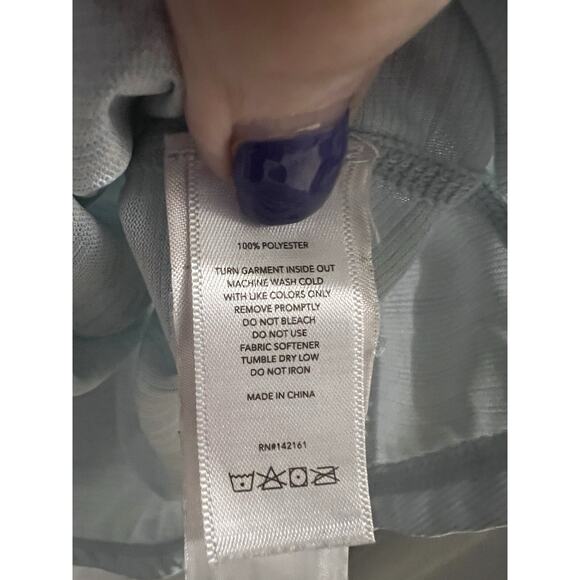 100% POLYESTER
TURN GARMENT INSIDE OUT
MACHINE WASH COLD
WITH LIKE COLORS ONLY
REMOVE PROMPTLY
DO NOT BLEACH
DO NOT USE
FABRIC SOFTENER
TUMBLE DRY LOW
DO NOT IRON
MADE IN CHINA
RN#142161